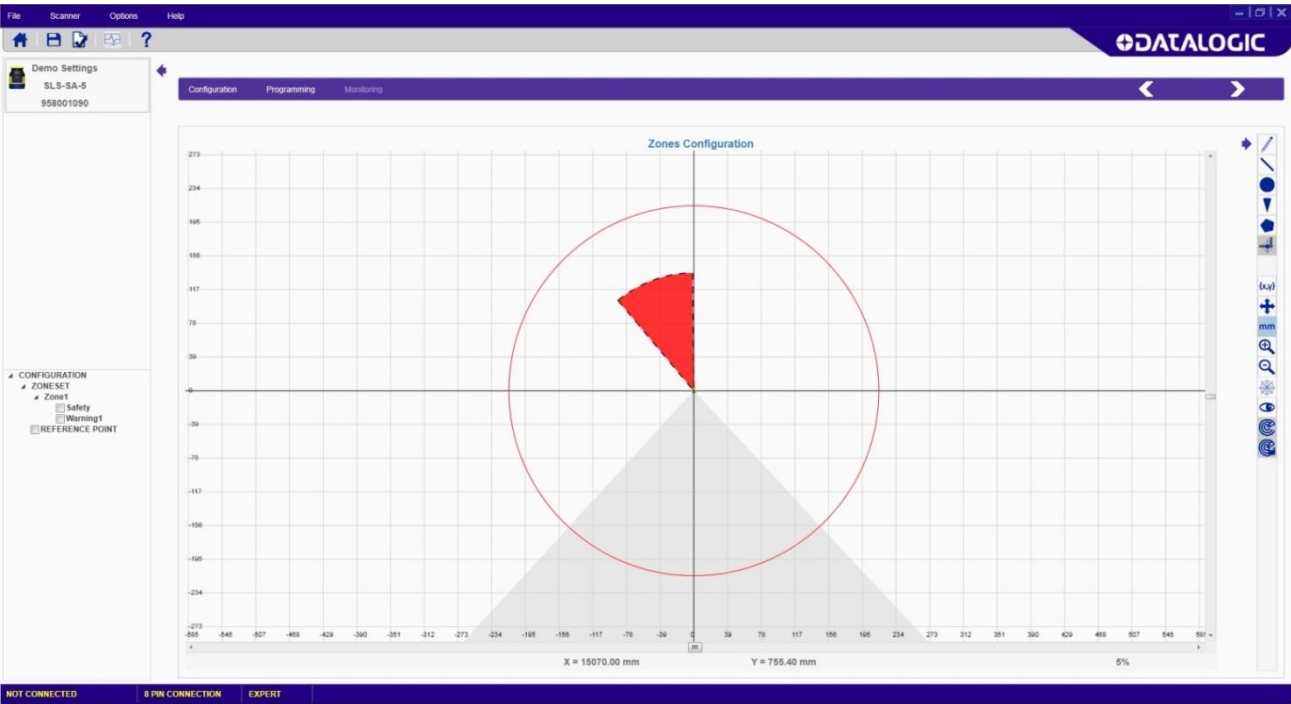 File Scanner Options Help
DATALOGIC
Demo Settings
SLS-SA-5
958001090
Configuration Programming Monitoring
Zones Configuration
273
234
195
156
117
78
39
0
-39
-78
-117
-156
-195
-234
-273
-585 -546 -507 -468 -429 -390 -351 -312 -273 -234 -195 -156 -117 -78 -39 0 39 78 117 156 195 234 273 312 351 390 429 468 507 546
{x,y}
mm
CONFIGURATION
ZONESET
Zone1
Safety
Warning1
REFERENCE POINT
X = 15070.00 mm Y = 755.40 mm 5%
NOT CONNECTED 8 PIN CONNECTION EXPERT